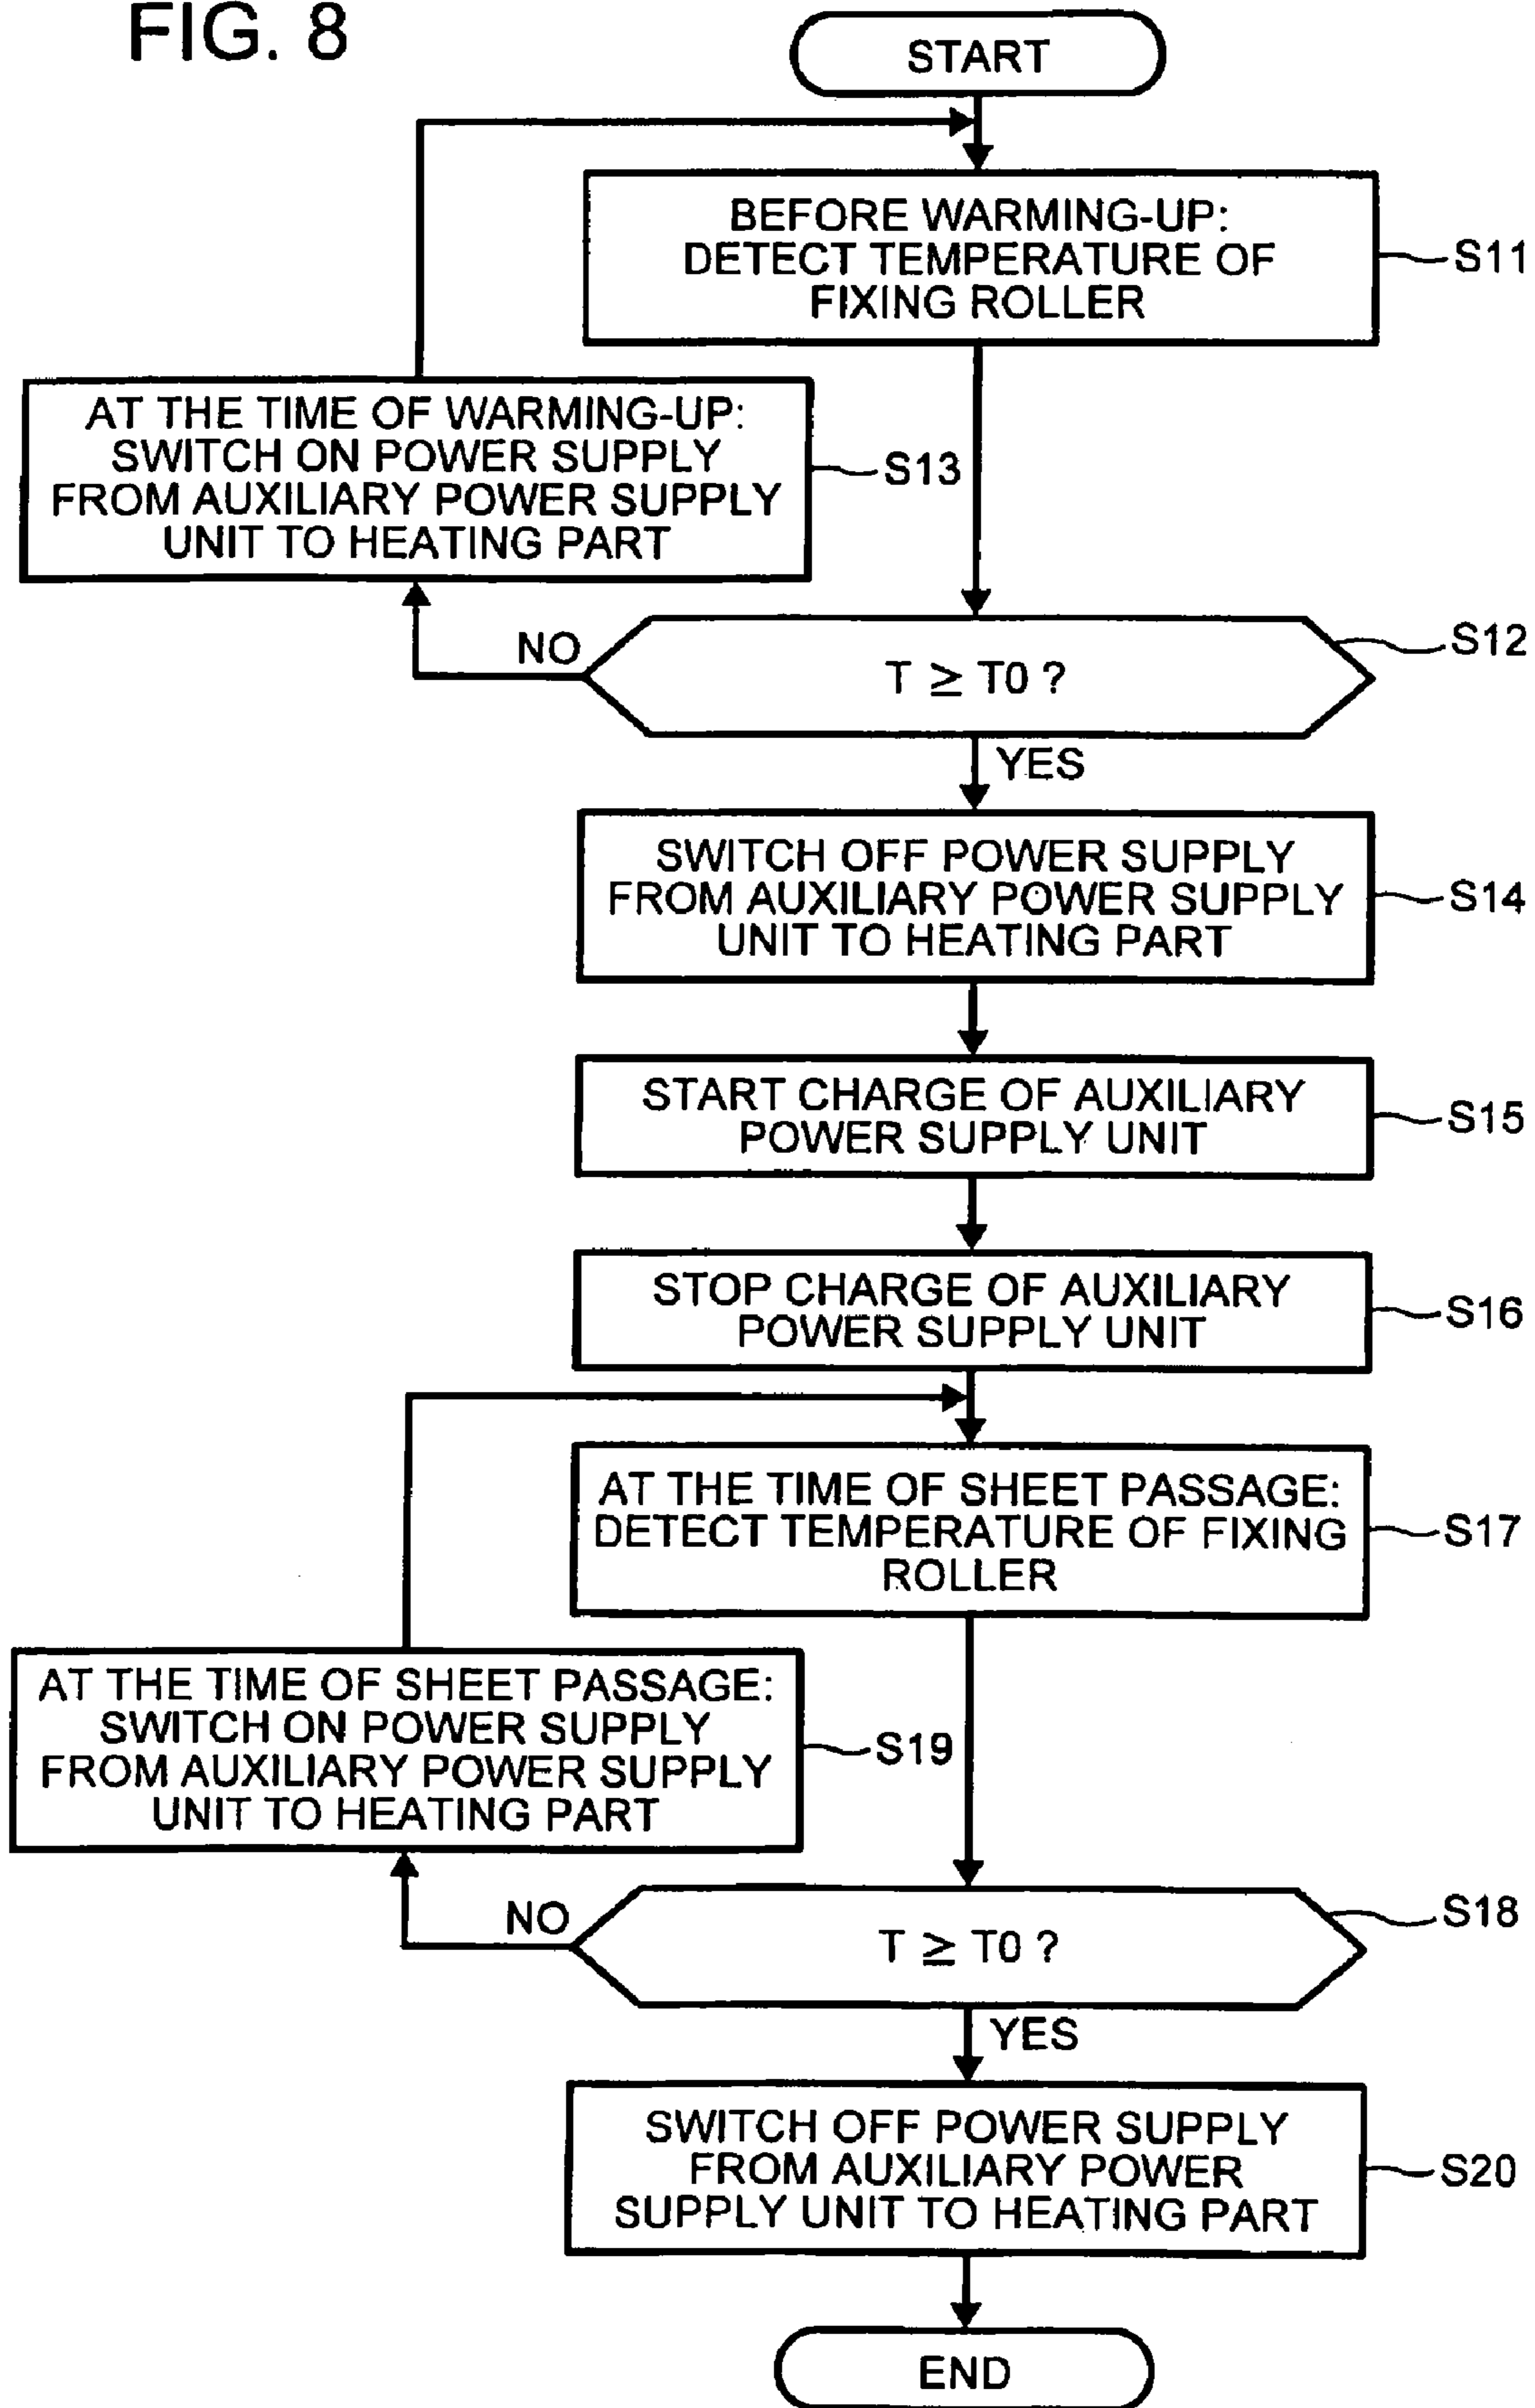 FIG. 8
START
BEFORE WARMING-UP:
DETECT TEMPERATURE OF
FIXING ROLLER
S11
AT THE TIME OF WARMING-UP:
SWITCH ON POWER SUPPLY
FROM AUXILIARY POWER SUPPLY
UNIT TO HEATING PART
S13
S12
NO
T ≥ T0 ?
YES
SWITCH OFF POWER SUPPLY
FROM AUXILIARY POWER SUPPLY
UNIT TO HEATING PART
S14
START CHARGE OF AUXILIARY
POWER SUPPLY UNIT
S15
STOP CHARGE OF AUXILIARY
POWER SUPPLY UNIT
S16
AT THE TIME OF SHEET PASSAGE:
DETECT TEMPERATURE OF FIXING
ROLLER
S17
AT THE TIME OF SHEET PASSAGE:
SWITCH ON POWER SUPPLY
FROM AUXILIARY POWER SUPPLY
UNIT TO HEATING PART
S19
S18
NO
T ≥ T0 ?
YES
SWITCH OFF POWER SUPPLY
FROM AUXILIARY POWER
SUPPLY UNIT TO HEATING PART
S20
END